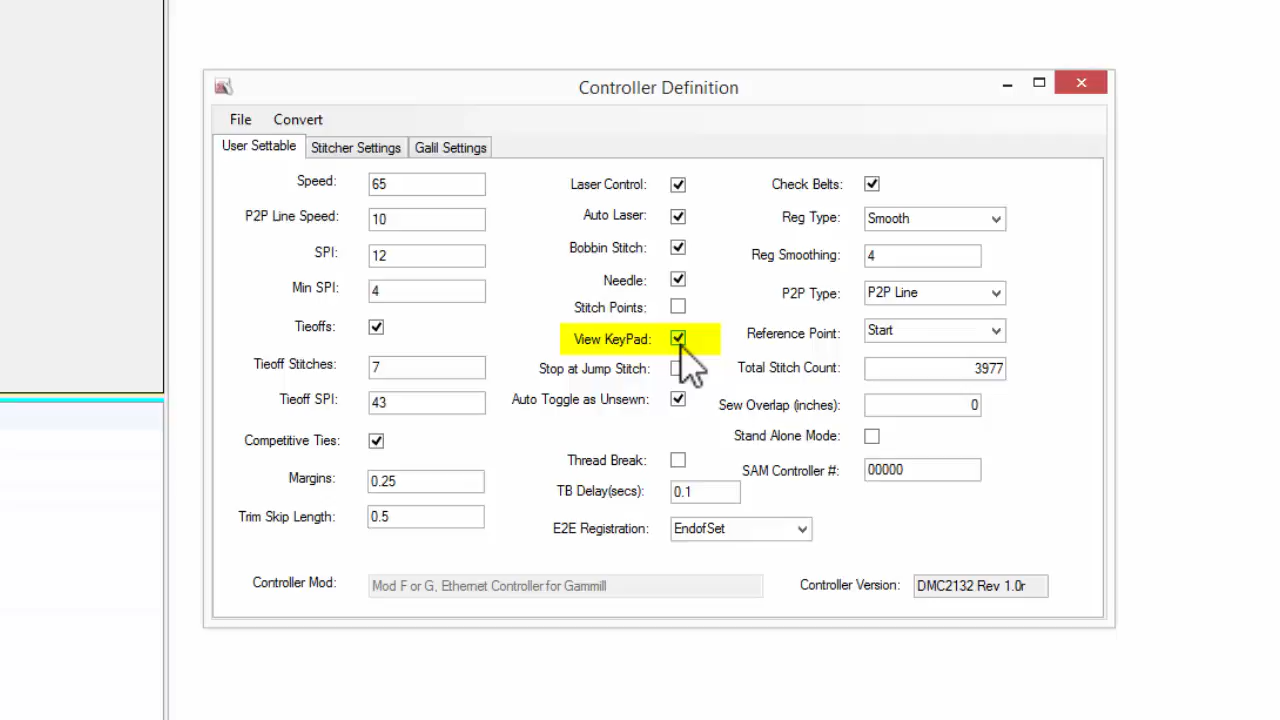 Controller Definition
File Convert
User Settable Stitcher Settings Galil Settings
Speed: 65
P2P Line Speed: 10
SPI: 12
Min SPI: 4
Tieoffs:
Tieoff Stitches: 7
Tieoff SPI: 43
Competitive Ties:
Margins: 0.25
Trim Skip Length: 0.5
Laser Control:
Auto Laser:
Bobbin Stitch:
Needle:
Stitch Points:
View KeyPad:
Stop at Jump Stitch:
Auto Toggle as Unsewn:
Thread Break:
TB Delay(secs): 0.1
E2E Registration: EndofSet
Check Belts:
Reg Type: Smooth
Reg Smoothing: 4
P2P Type: P2P Line
Reference Point: Start
Total Stitch Count: 3977
Sew Overlap (inches): 0
Stand Alone Mode:
SAM Controller #: 00000
Controller Mod: Mod F or G, Ethernet Controller for Gammill
Controller Version: DMC2132 Rev 1.0r